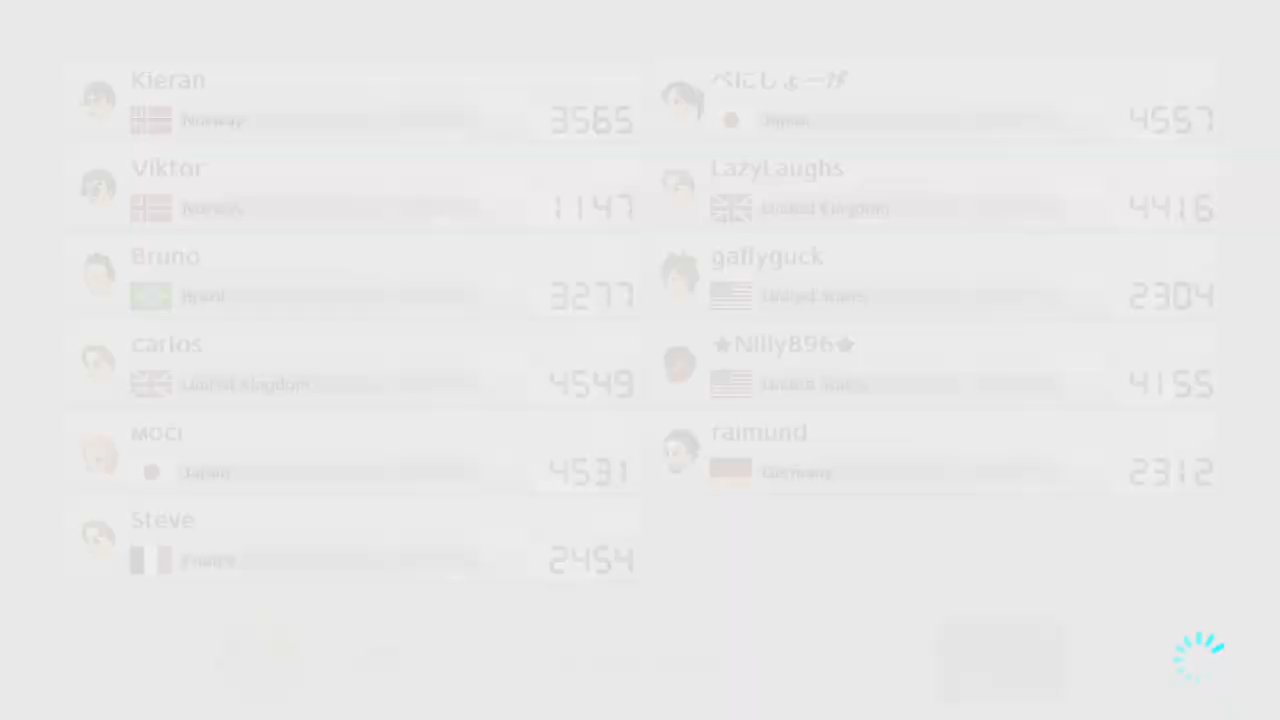 Kieran
Norway
3565
Viktor
Norway
1147
Bruno
Brazil
3277
carlos
United Kingdom
4549
MOCI
Japan
4531
Steve
France
2454
べにしょーが
Japan
4557
LazyLaughs
United Kingdom
4416
gallyguck
United States
2304
★Nilly896★
United States
4155
raimund
Germany
2312